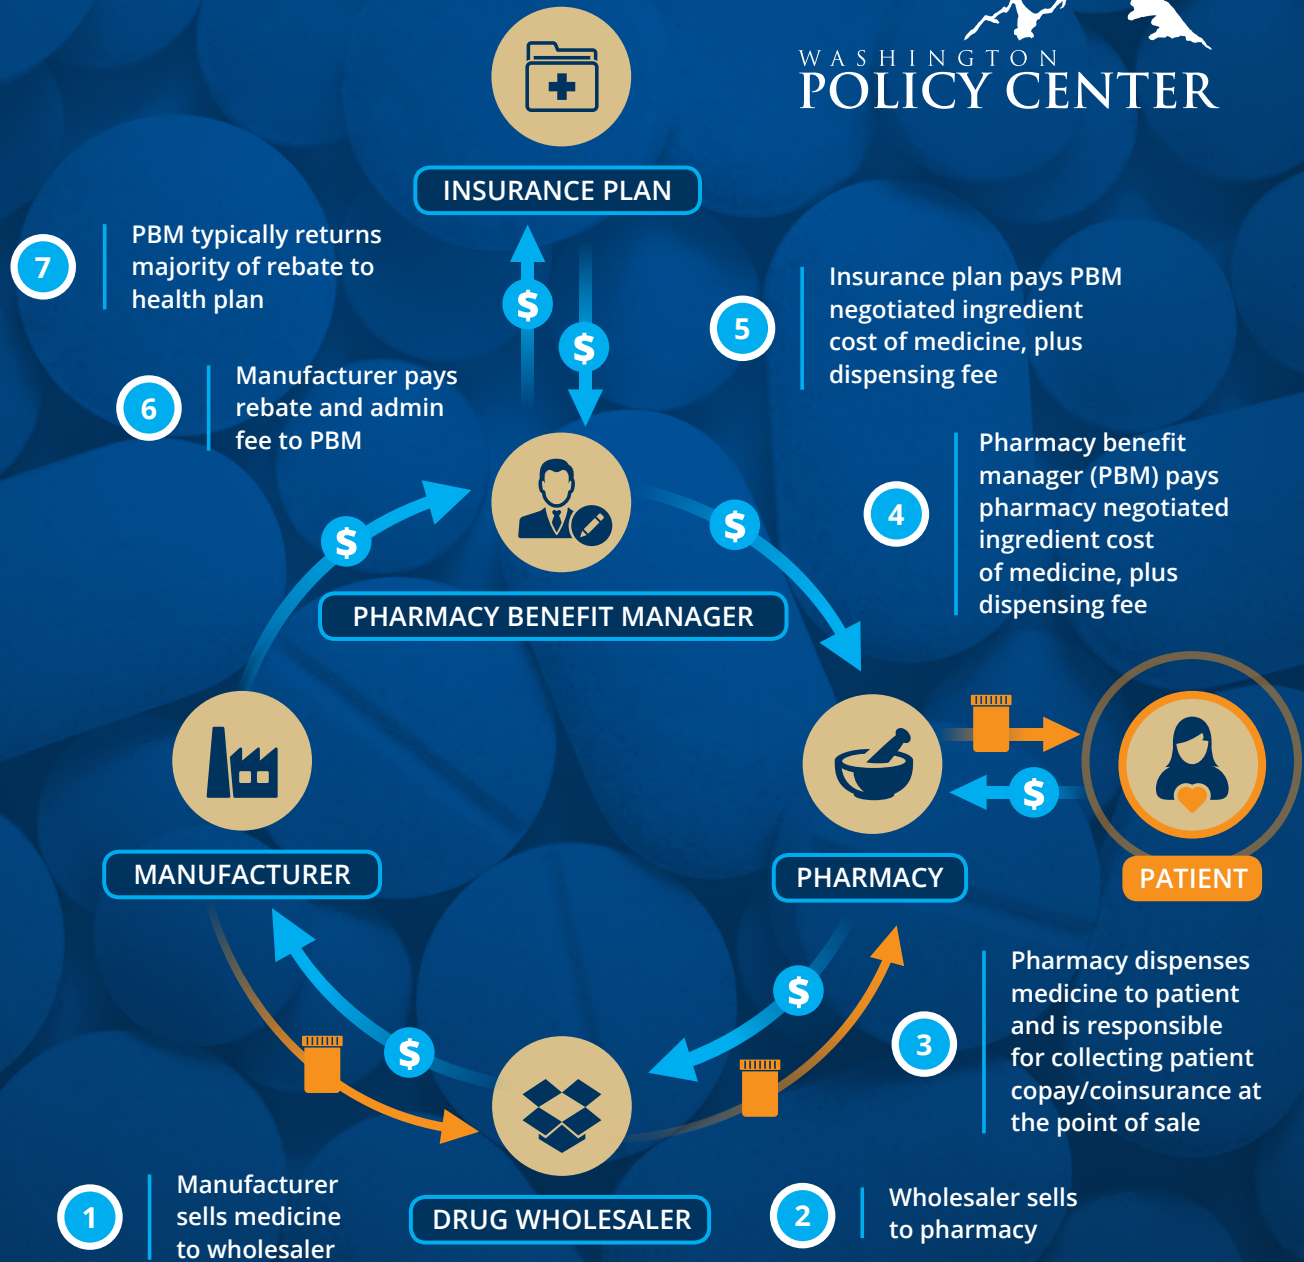 WASHINGTON
POLICY CENTER
INSURANCE PLAN
7
PBM typically returns
majority of rebate to
health plan
5
Insurance plan pays PBM
negotiated ingredient
cost of medicine, plus
dispensing fee
$
$
6
Manufacturer pays
rebate and admin
fee to PBM
4
Pharmacy benefit
manager (PBM) pays
pharmacy negotiated
ingredient cost
of medicine, plus
dispensing fee
$
$
PHARMACY BENEFIT MANAGER
$
MANUFACTURER
PHARMACY
PATIENT
$
$
3
Pharmacy dispenses
medicine to patient
and is responsible
for collecting patient
copay/coinsurance at
the point of sale
1
Manufacturer
sells medicine
to wholesaler
DRUG WHOLESALER
2
Wholesaler sells
to pharmacy